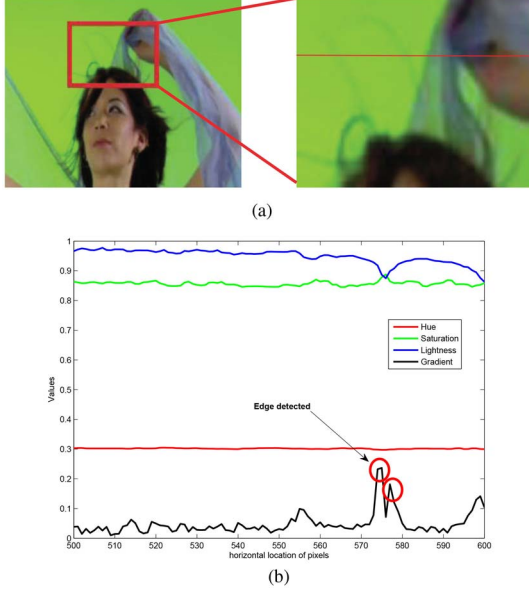 (a)
1
0.9
0.8
0.7
0.6
0.5
0.4
0.3
0.2
0.1
0
Values
Hue
Saturation
Lightness
Gradient
Edge detected
500 510 520 530 540 550 560 570 580 590 600
horizontal location of pixels
(b)